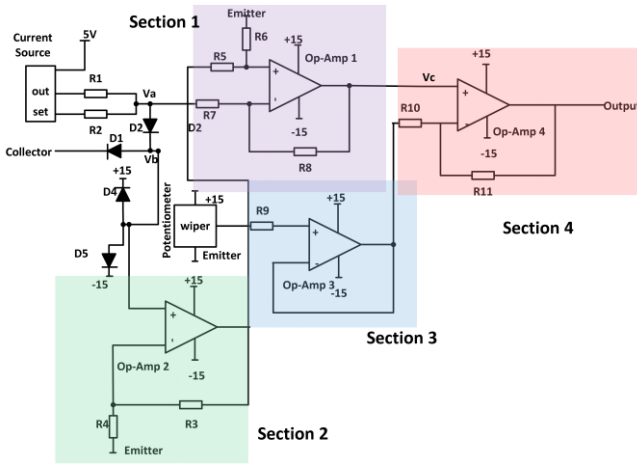 Section 1
Emitter
Current
Source
5V
R6
+15
Op-Amp 1
R5
+
-
out
set
R1
R2
Va
R7
Vc
+15
+
-
Op-Amp 4
Output
R10
D2
D2
-15
-15
D1
Collector
Vb
R8
R11
+15
D4
Potentiometer
+15
wiper
R9
+15
Section 4
+
-
D5
Emitter
Op-Amp 3
-15
-15
+15
Section 3
+
-
Op-Amp 2
-15
R4
R3
Section 2
Emitter